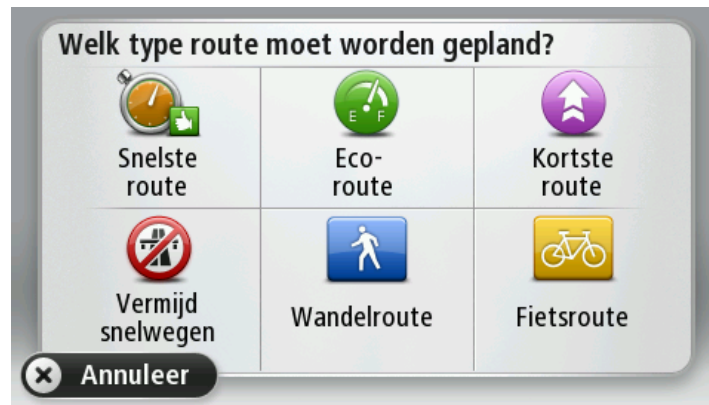 Welk type route moet worden gepland?
Snelste
route
E F
Eco-
route
Kortste
route
Vermijd
snelwegen
Wandelroute
Fietsroute
Annuleer